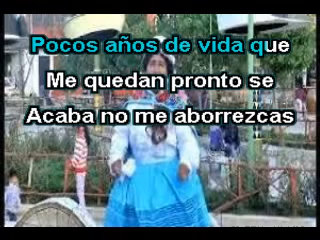 Pocos años de vida que
Me quedan pronto se
Acaba no me aborrezcas